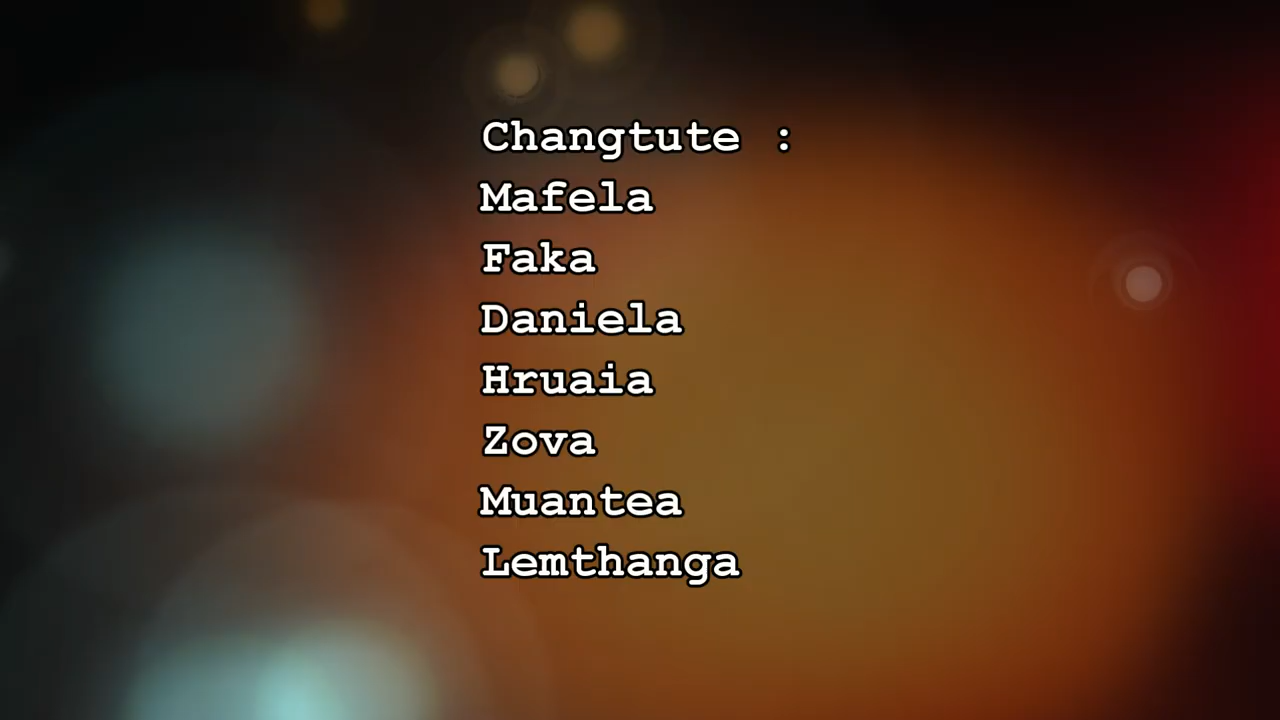 Changtute :
Mafela
Faka
Daniela
Hruaia
Zova
Muantea
Lemthanga